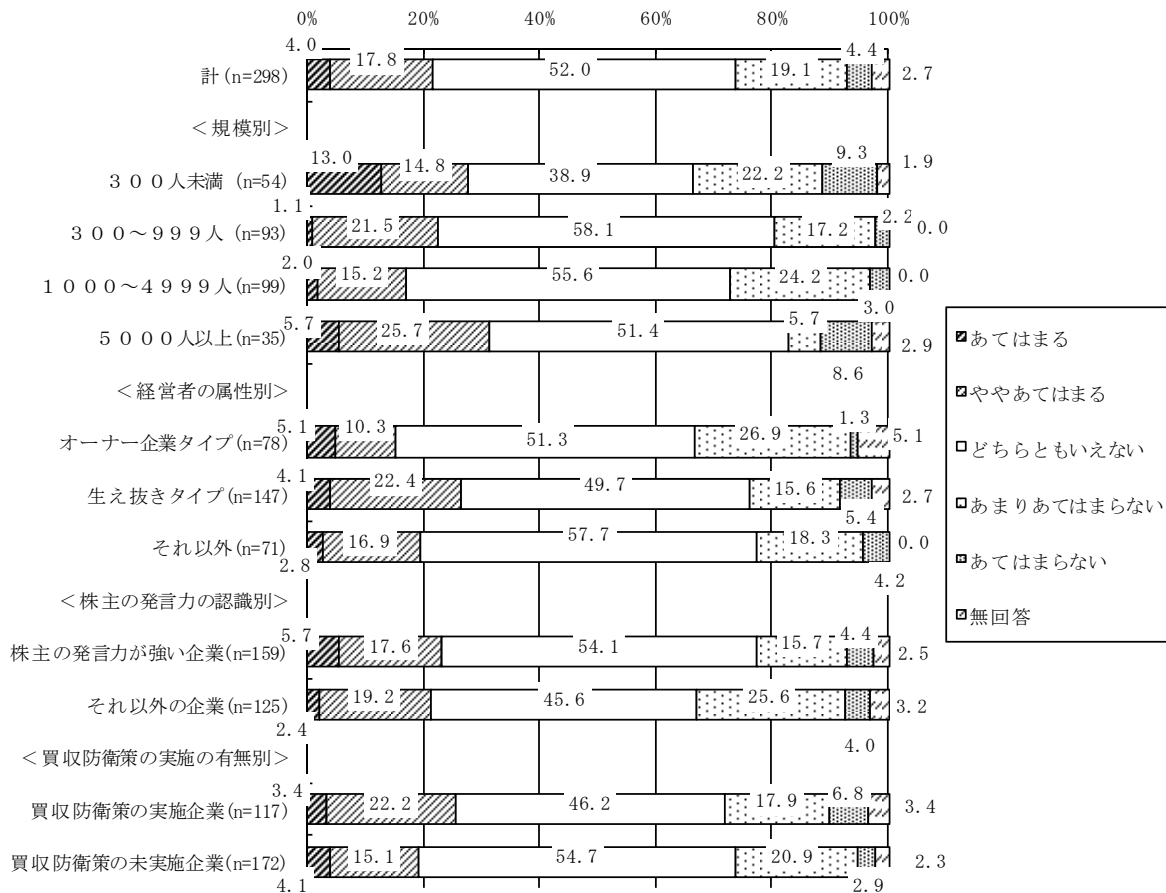 0% 20% 40% 60% 80% 100%
計(n=298) 4.0 17.8 52.0 19.1 4.4 2.7
＜規模別＞
３００人未満 (n=54) 13.0 14.8 38.9 22.2 9.3 1.9
３００～９９９人 (n=93) 1.1 21.5 58.1 17.2 2.2 0.0
１０００～４９９９人(n=99) 2.0 15.2 55.6 24.2 3.0 0.0
５０００人以上(n=35) 5.7 25.7 51.4 5.7 8.6 2.9
＜経営者の属性別＞
オーナー企業タイプ(n=78) 5.1 10.3 51.3 26.9 1.3 5.1
生え抜きタイプ(n=147) 4.1 22.4 49.7 15.6 5.4 2.7
それ以外(n=71) 2.8 16.9 57.7 18.3 4.2 0.0
＜株主の発言力の認識別＞
株主の発言力が強い企業(n=159) 5.7 17.6 54.1 15.7 4.4 2.5
それ以外の企業(n=125) 2.4 19.2 45.6 25.6 4.0 3.2
＜買収防衛策の実施の有無別＞
買収防衛策の実施企業(n=117) 3.4 22.2 46.2 17.9 6.8 3.4
買収防衛策の未実施企業(n=172) 4.1 15.1 54.7 20.9 2.9 2.3
あてはまる
ややあてはまる
どちらともいえない
あまりあてはまらない
あてはまらない
無回答